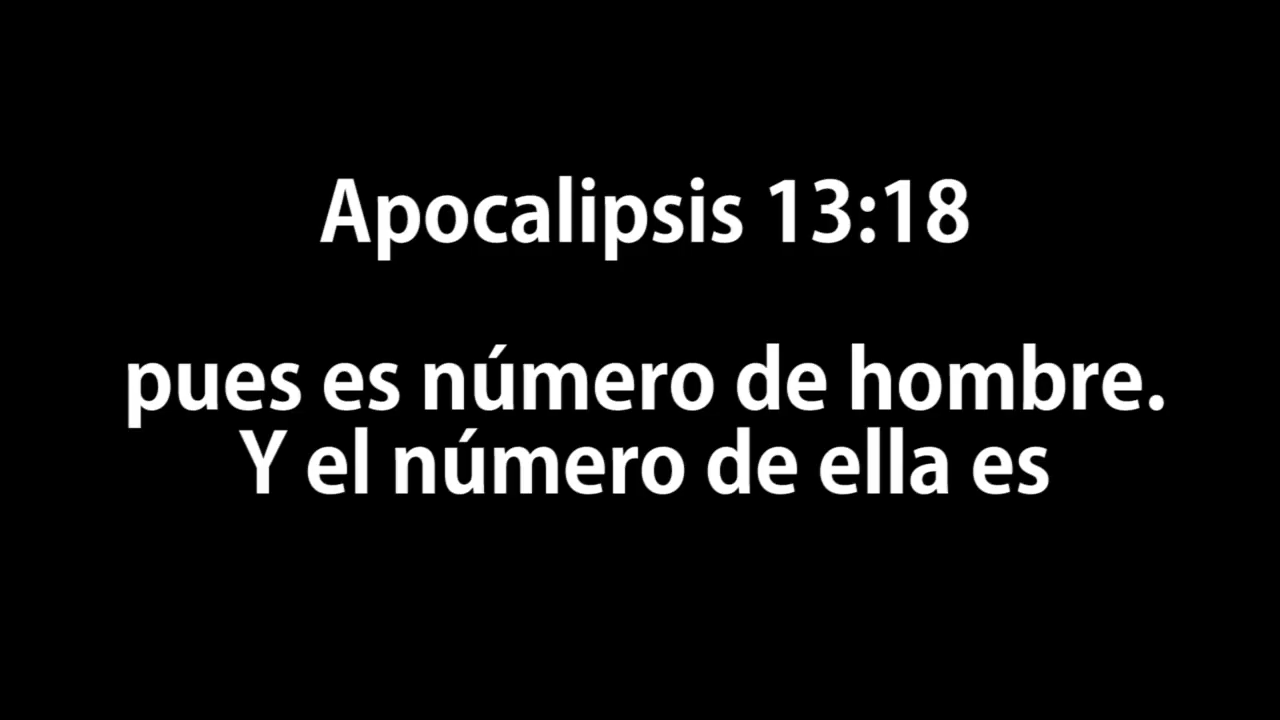 Apocalipsis 13:18
pues es número de hombre.
Y el número de ella es